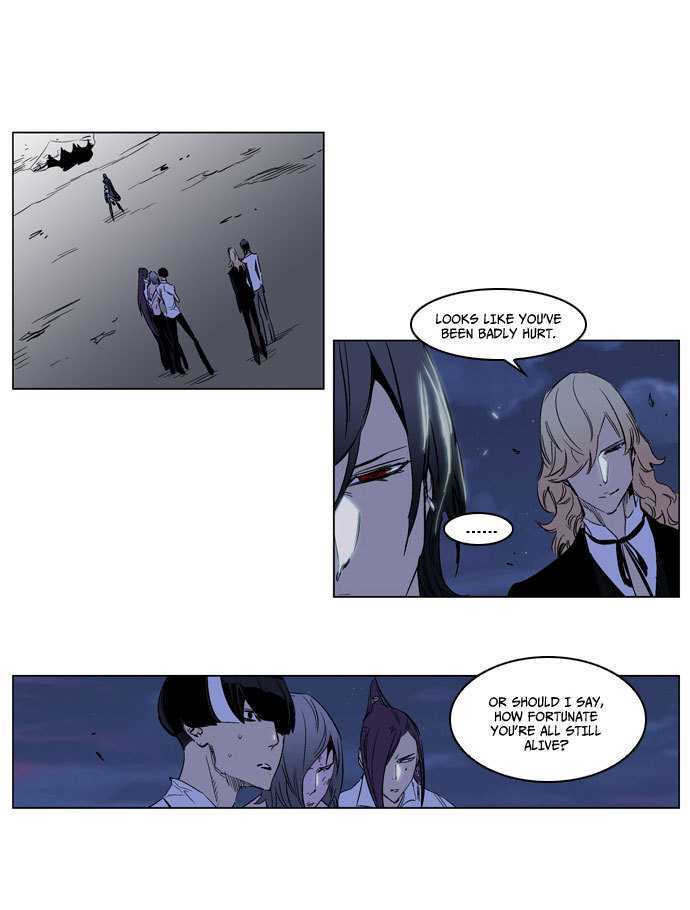 LOOKS LIKE YOU'VE
BEEN BADLY HURT.
.......
OR SHOULD I SAY,
HOW FORTUNATE
YOU'RE ALL STILL
ALIVE?